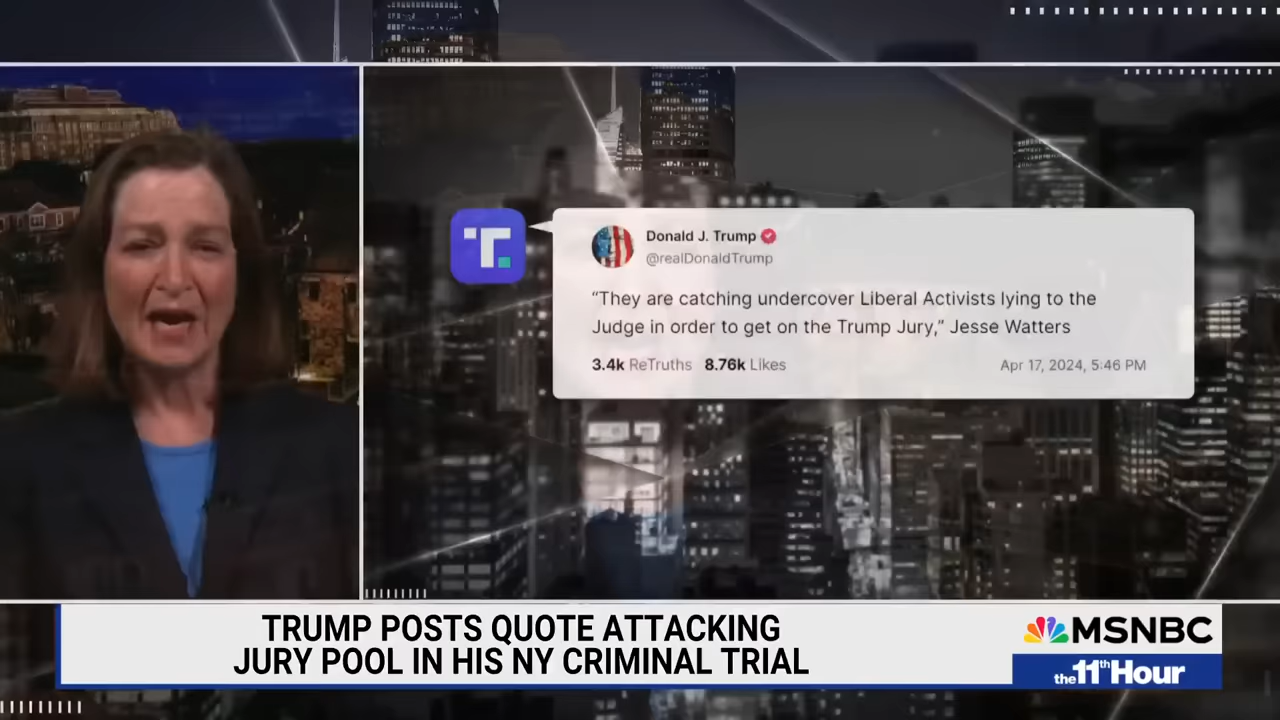 Donald J. Trump
@realDonaldTrump
“They are catching undercover Liberal Activists lying to the
Judge in order to get on the Trump Jury,” Jesse Watters
3.4k ReTruths 8.76k Likes
Apr 17, 2024, 5:46 PM
TRUMP POSTS QUOTE ATTACKING
JURY POOL IN HIS NY CRIMINAL TRIAL
MSNBC
the 11th Hour